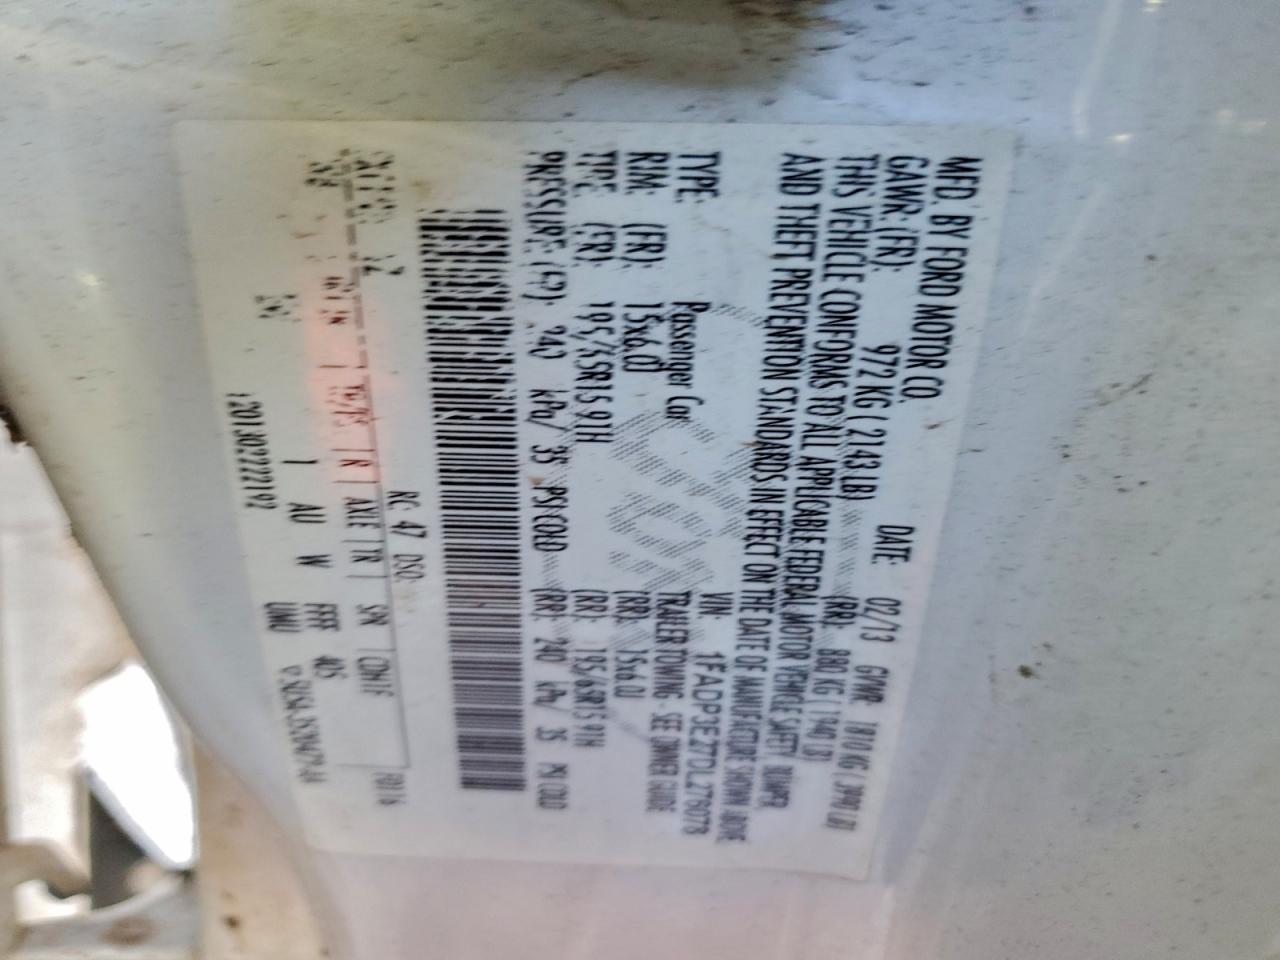 MFD. BY FORD MOTOR CO.
DATE: 02/13 GVWR: 1810 KG / 3990 LB
GAWR: (FR): 972 KG ( 2143 LB) (RR): 880 KG ( 1940 LB)
THIS VEHICLE CONFORMS TO ALL APPLICABLE FEDERAL MOTOR VEHICLE SAFETY BUMPER,
AND THEFT PREVENTION STANDARDS IN EFFECT ON THE DATE OF MANUFACTURE SHOWN ABOVE.
VIN: 1FADP3E27DL276078
TYPE: Passenger Car TRAILER TOWING - SEE OWNER GUIDE
RIM: (FR): 15x6.0J (RR): 15x6.0J
TIRE (FR): 195/65R15 91H (RR): 195/65R15 91H
PRESSURE: 240 kPa/ 35 PSI COLD (RR: 240 kPa/ 35 PSI COLD
RC: 47 DSO:
R AXLE TR SPR
1 AU W FFF 4G
UMU